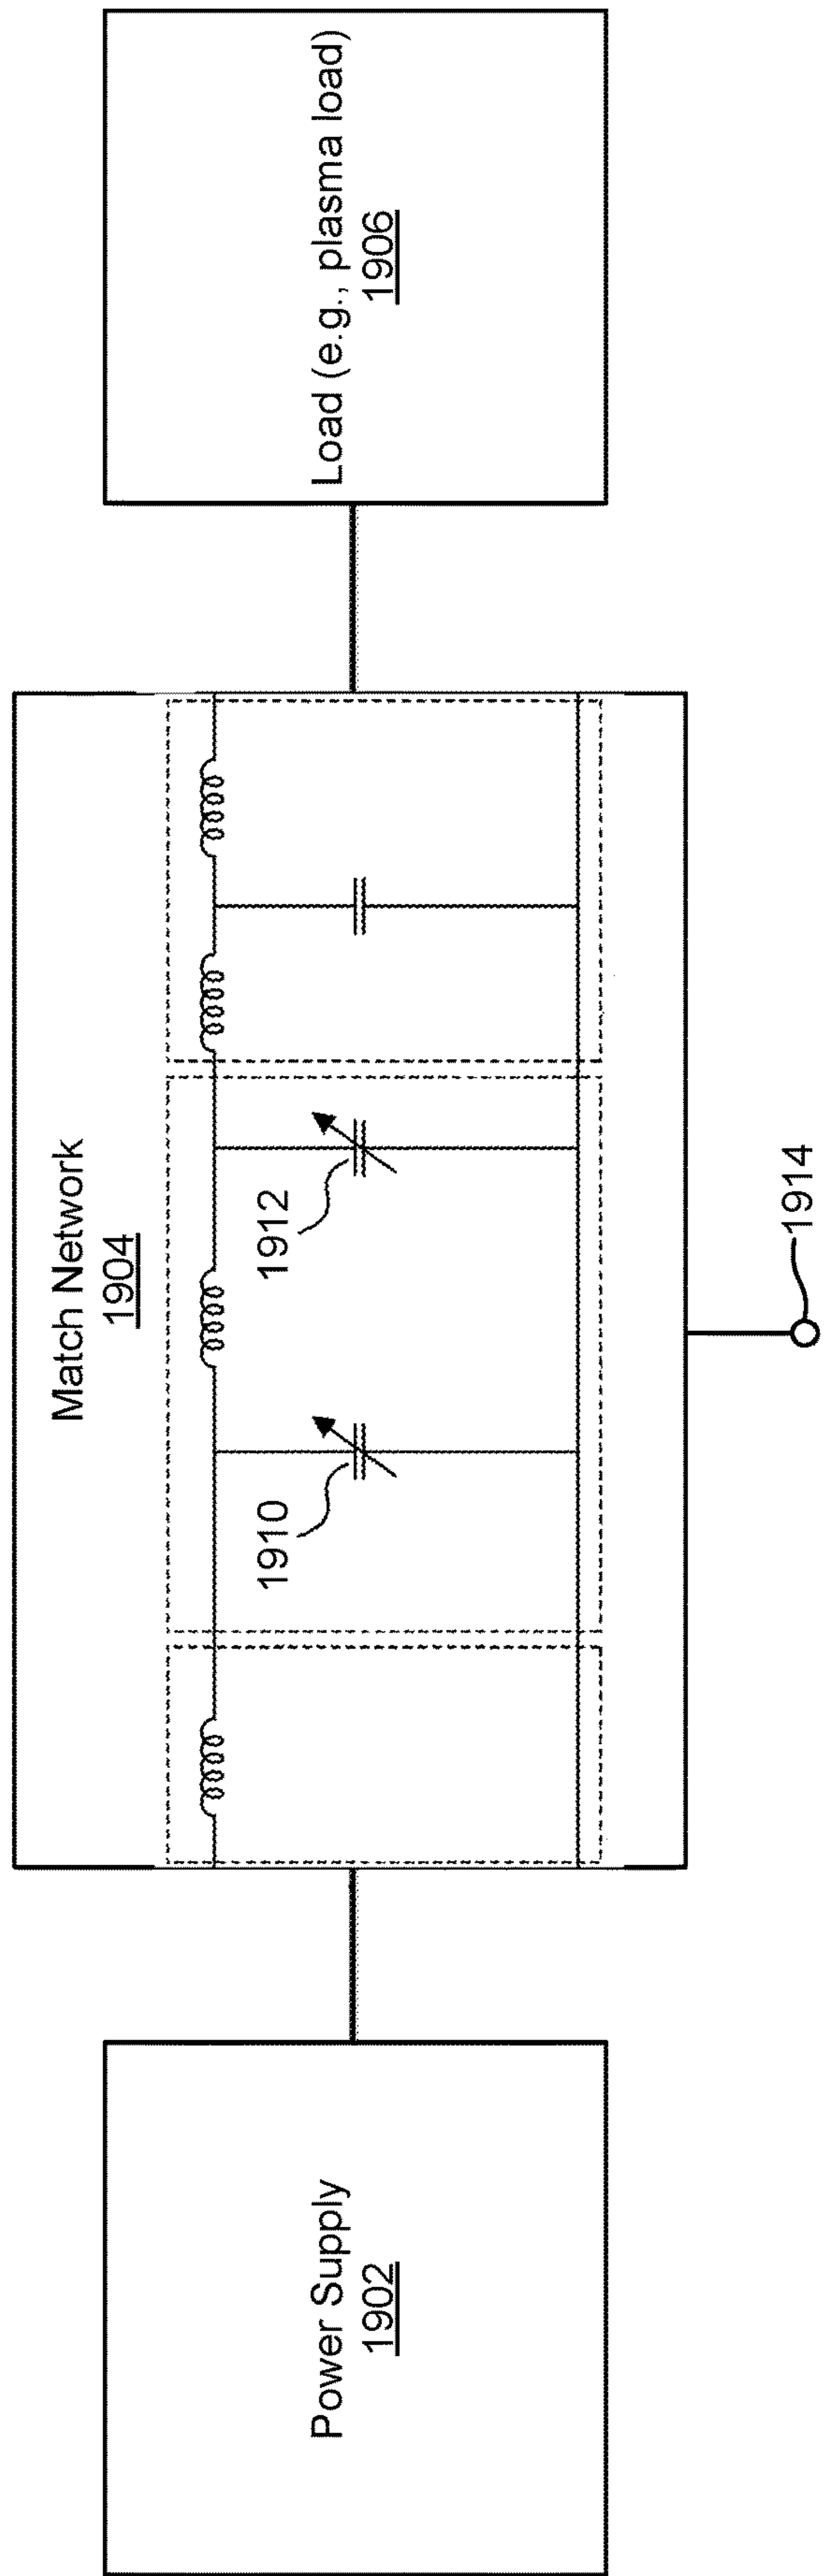 Power Supply
1902
Match Network
1904
1910
1912
1914
Load (e.g., plasma load)
1906